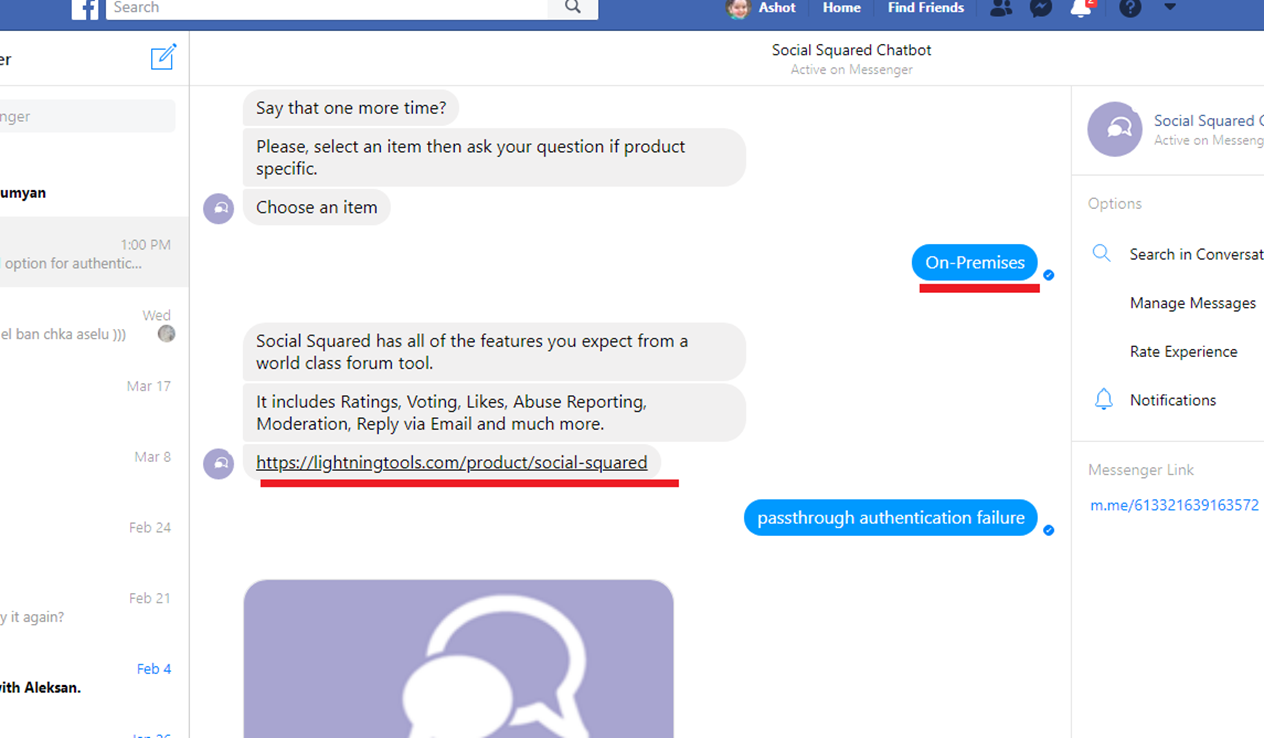 Search
Ashot
Home
Find Friends
2
?
er
nger
umyan
1:00 PM
option for authentic...
Wed
el ban chka aselu )))
Mar 17
Mar 8
Feb 24
Feb 21
y it again?
Feb 4
with Aleksan.
Social Squared Chatbot
Active on Messenger
Say that one more time?
Please, select an item then ask your question if product
specific.
Choose an item
On-Premises
Social Squared has all of the features you expect from a
world class forum tool.
It includes Ratings, Voting, Likes, Abuse Reporting,
Moderation, Reply via Email and much more.
https://lightningtools.com/product/social-squared
passthrough authentication failure
Social Squared C
Active on Messeng
Options
Search in Conversat
Manage Messages
Rate Experience
Notifications
Messenger Link
m.me/613321639163572